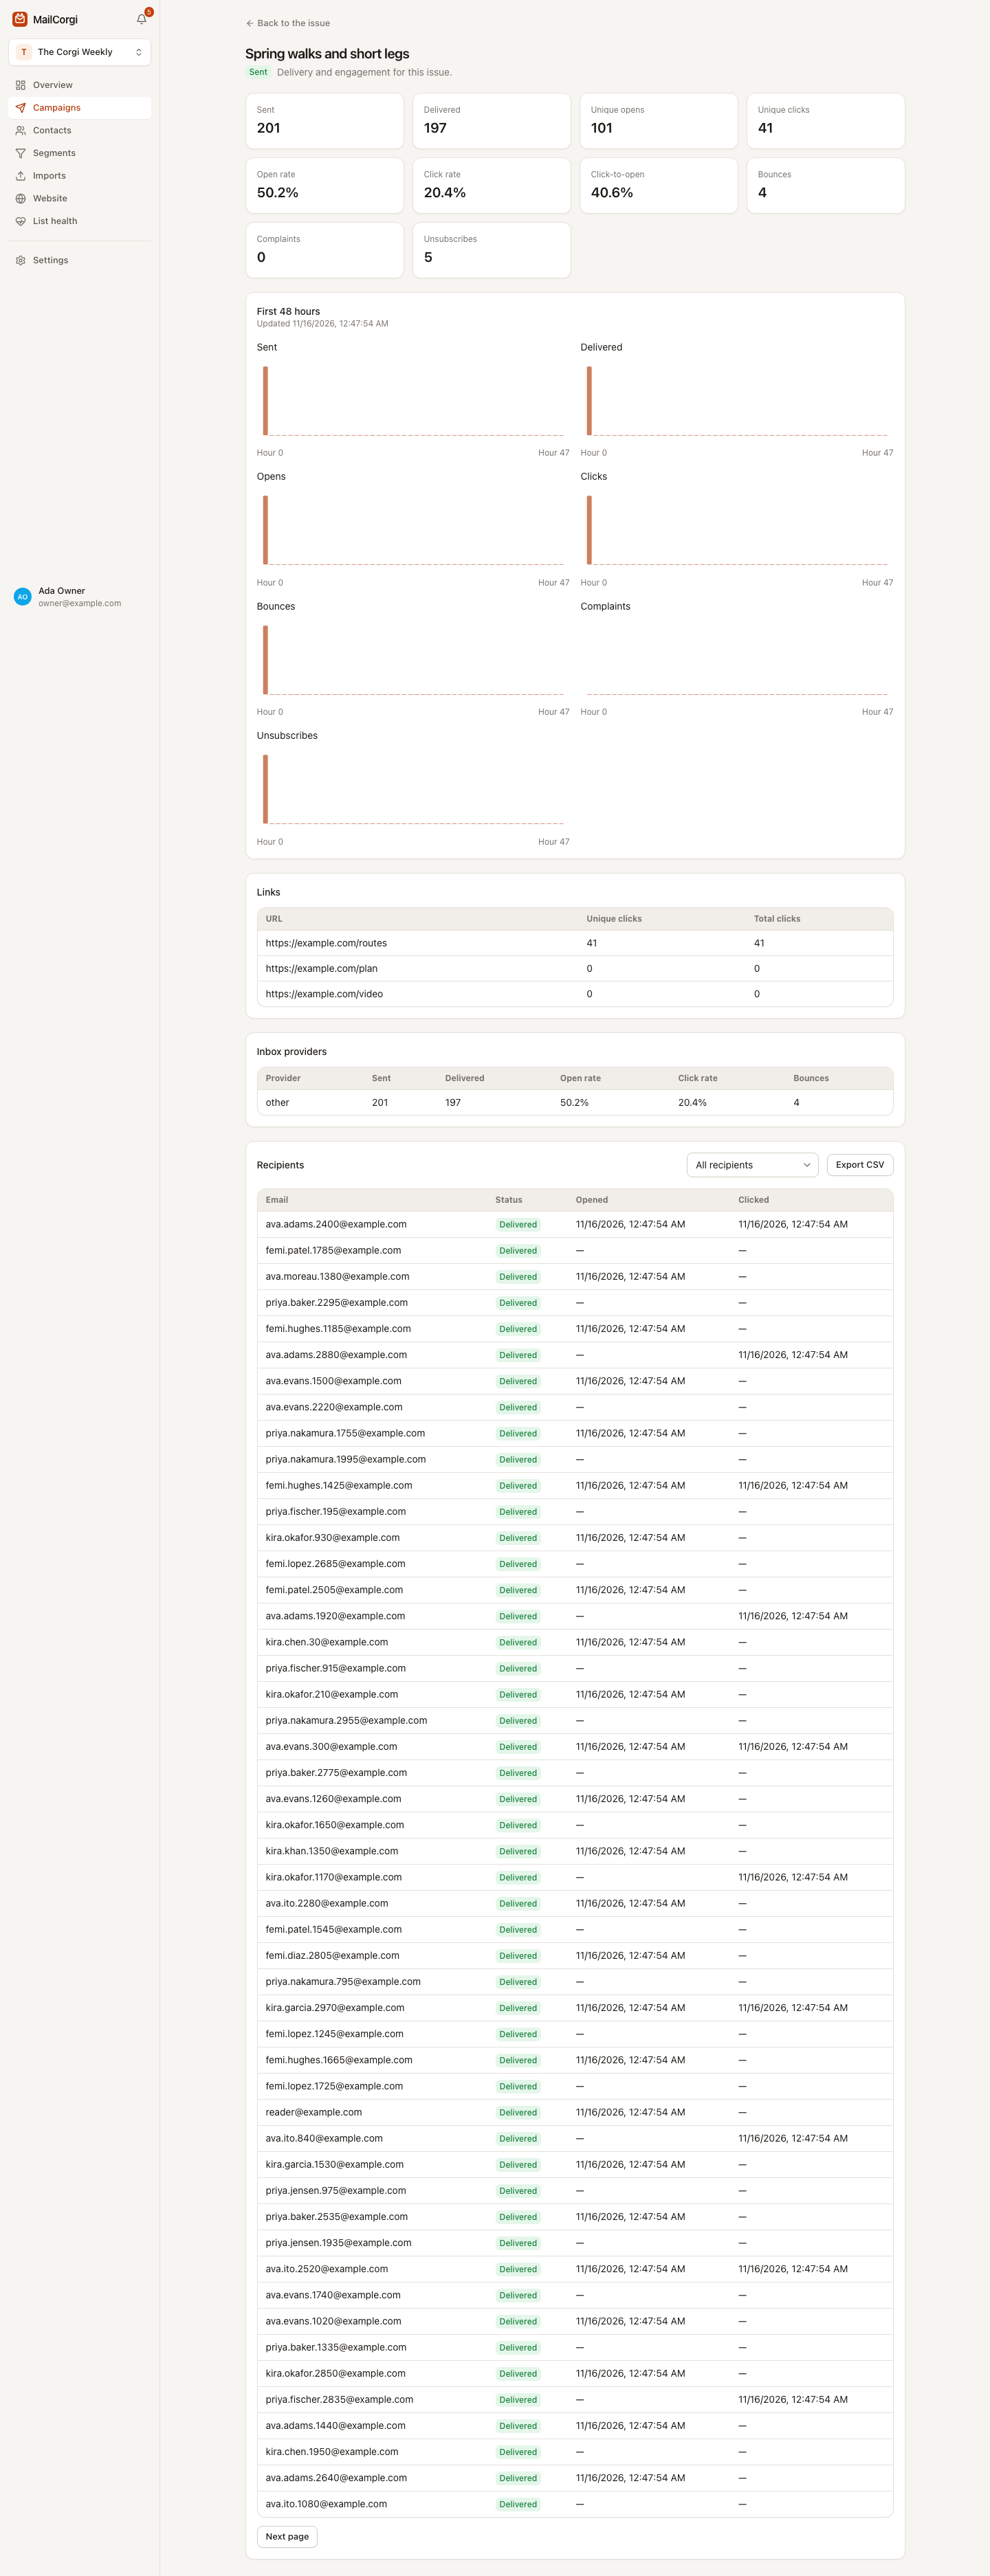 MailCorgi
5
T The Corgi Weekly
Overview
Campaigns
Contacts
Segments
Imports
Website
List health
Settings
AO
Ada Owner
owner@example.com
← Back to the issue
Spring walks and short legs
Sent Delivery and engagement for this issue.
Sent
201
Delivered
197
Unique opens
101
Unique clicks
41
Open rate
50.2%
Click rate
20.4%
Click-to-open
40.6%
Bounces
4
Complaints
0
Unsubscribes
5
First 48 hours
Updated 11/16/2026, 12:47:54 AM
Sent
Hour 0 Hour 47
Delivered
Hour 0 Hour 47
Opens
Hour 0 Hour 47
Clicks
Hour 0 Hour 47
Bounces
Hour 0 Hour 47
Complaints
Hour 0 Hour 47
Unsubscribes
Hour 0 Hour 47
Links
URL Unique clicks Total clicks
https://example.com/routes 41 41
https://example.com/plan 0 0
https://example.com/video 0 0
Inbox providers
Provider Sent Delivered Open rate Click rate Bounces
other 201 197 50.2% 20.4% 4
Recipients All recipients Export CSV
Email Status Opened Clicked
ava.adams.2400@example.com Delivered 11/16/2026, 12:47:54 AM 11/16/2026, 12:47:54 AM
femi.patel.1785@example.com Delivered — —
ava.moreau.1380@example.com Delivered 11/16/2026, 12:47:54 AM —
priya.baker.2295@example.com Delivered — —
femi.hughes.1185@example.com Delivered 11/16/2026, 12:47:54 AM —
ava.adams.2880@example.com Delivered — 11/16/2026, 12:47:54 AM
ava.evans.1500@example.com Delivered 11/16/2026, 12:47:54 AM —
ava.evans.2220@example.com Delivered — —
priya.nakamura.1755@example.com Delivered 11/16/2026, 12:47:54 AM —
priya.nakamura.1995@example.com Delivered — —
femi.hughes.1425@example.com Delivered 11/16/2026, 12:47:54 AM 11/16/2026, 12:47:54 AM
priya.fischer.195@example.com Delivered — —
kira.okafor.930@example.com Delivered 11/16/2026, 12:47:54 AM —
femi.lopez.2685@example.com Delivered — —
femi.patel.2505@example.com Delivered 11/16/2026, 12:47:54 AM —
ava.adams.1920@example.com Delivered — 11/16/2026, 12:47:54 AM
kira.chen.30@example.com Delivered 11/16/2026, 12:47:54 AM —
priya.fischer.915@example.com Delivered — —
kira.okafor.210@example.com Delivered 11/16/2026, 12:47:54 AM —
priya.nakamura.2955@example.com Delivered — —
ava.evans.300@example.com Delivered 11/16/2026, 12:47:54 AM 11/16/2026, 12:47:54 AM
priya.baker.2775@example.com Delivered — —
ava.evans.1260@example.com Delivered 11/16/2026, 12:47:54 AM —
kira.okafor.1650@example.com Delivered — —
kira.khan.1350@example.com Delivered 11/16/2026, 12:47:54 AM —
kira.okafor.1170@example.com Delivered — 11/16/2026, 12:47:54 AM
ava.ito.2280@example.com Delivered 11/16/2026, 12:47:54 AM —
femi.patel.1545@example.com Delivered — —
femi.diaz.2805@example.com Delivered 11/16/2026, 12:47:54 AM —
priya.nakamura.795@example.com Delivered — —
kira.garcia.2970@example.com Delivered 11/16/2026, 12:47:54 AM 11/16/2026, 12:47:54 AM
femi.lopez.1245@example.com Delivered — —
femi.hughes.1665@example.com Delivered 11/16/2026, 12:47:54 AM —
femi.lopez.1725@example.com Delivered — —
reader@example.com Delivered 11/16/2026, 12:47:54 AM —
ava.ito.840@example.com Delivered — 11/16/2026, 12:47:54 AM
kira.garcia.1530@example.com Delivered 11/16/2026, 12:47:54 AM —
priya.jensen.975@example.com Delivered — —
priya.baker.2535@example.com Delivered 11/16/2026, 12:47:54 AM —
priya.jensen.1935@example.com Delivered — —
ava.ito.2520@example.com Delivered 11/16/2026, 12:47:54 AM 11/16/2026, 12:47:54 AM
ava.evans.1740@example.com Delivered — —
ava.evans.1020@example.com Delivered 11/16/2026, 12:47:54 AM —
priya.baker.1335@example.com Delivered — —
kira.okafor.2850@example.com Delivered 11/16/2026, 12:47:54 AM —
priya.fischer.2835@example.com Delivered — 11/16/2026, 12:47:54 AM
ava.adams.1440@example.com Delivered 11/16/2026, 12:47:54 AM —
kira.chen.1950@example.com Delivered — —
ava.adams.2640@example.com Delivered 11/16/2026, 12:47:54 AM —
ava.ito.1080@example.com Delivered — —
Next page